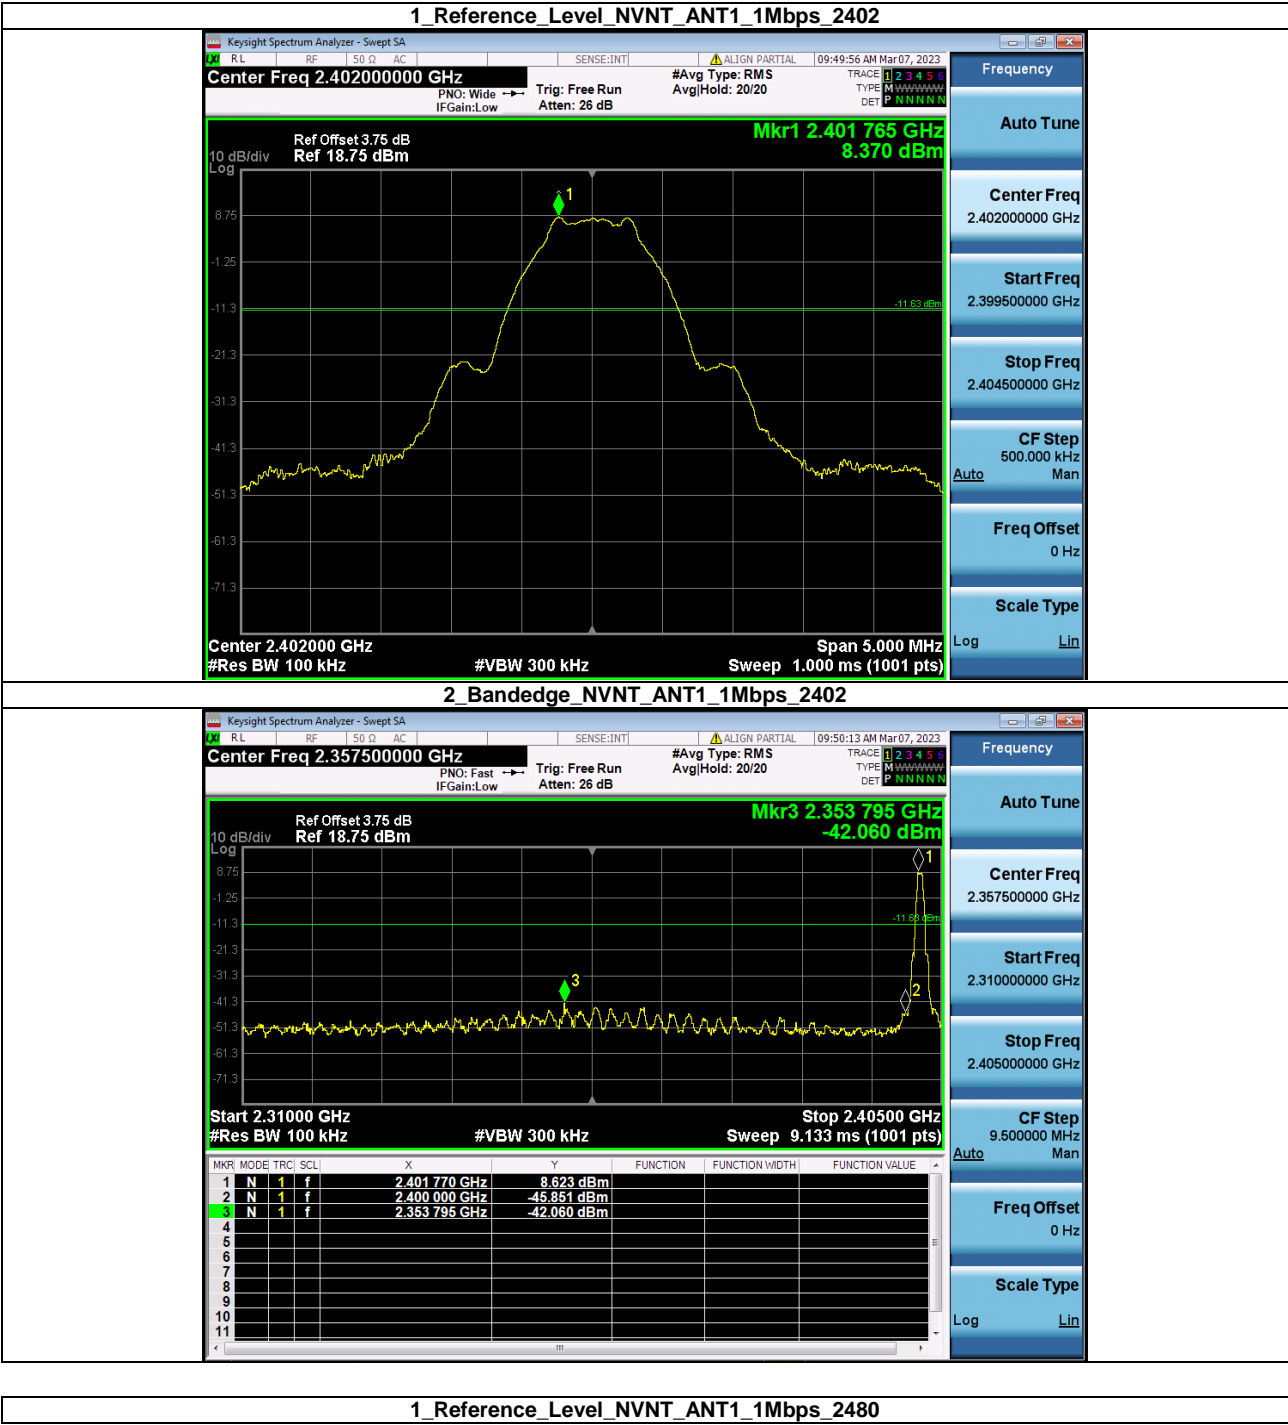 1_Reference_Level_NVNT_ANT1_1Mbps_2402
Keysight Spectrum Analyzer - Swept SA
LXI RL RF 50 Ω AC SENSE:INT ALIGN PARTIAL 09:49:56 AM Mar 07, 2023
Center Freq 2.402000000 GHz
PNO: Wide
IFGain:Low
Trig: Free Run
Atten: 26 dB
#Avg Type: RMS
Avg|Hold: 20/20
TRACE 1 2 3 4 5 6
TYPE M WWWWW
DET P N N N N N
Frequency
Mkr1 2.401 765 GHz
8.370 dBm
Ref Offset 3.75 dB
10 dB/div Ref 18.75 dBm
Log
1
8.75
-1.25
-11.3
-11.63 dBm
-21.3
-31.3
-41.3
-51.3
-61.3
-71.3
Center 2.402000 GHz Span 5.000 MHz
#Res BW 100 kHz #VBW 300 kHz Sweep 1.000 ms (1001 pts)
Auto Tune
Center Freq
2.402000000 GHz
Start Freq
2.399500000 GHz
Stop Freq
2.404500000 GHz
CF Step
500.000 kHz
Auto Man
Freq Offset
0 Hz
Scale Type
Log Lin
2_Bandedge_NVNT_ANT1_1Mbps_2402
Keysight Spectrum Analyzer - Swept SA
LXI RL RF 50 Ω AC SENSE:INT ALIGN PARTIAL 09:50:13 AM Mar 07, 2023
Center Freq 2.357500000 GHz
PNO: Fast
IFGain:Low
Trig: Free Run
Atten: 26 dB
#Avg Type: RMS
Avg|Hold: 20/20
TRACE 1 2 3 4 5 6
TYPE M WWWWW
DET P N N N N N
Frequency
Mkr3 2.353 795 GHz
-42.060 dBm
Ref Offset 3.75 dB
10 dB/div Ref 18.75 dBm
Log
1
8.75
-1.25
-11.3
-11.63 dBm
-21.3
-31.3
3
2
-41.3
-51.3
-61.3
-71.3
Start 2.31000 GHz Stop 2.40500 GHz
#Res BW 100 kHz #VBW 300 kHz Sweep 9.133 ms (1001 pts)
MKR MODE TRC SCL X Y FUNCTION FUNCTION WIDTH FUNCTION VALUE
1 N 1 f 2.401 770 GHz 8.623 dBm
2 N 1 f 2.400 000 GHz -45.851 dBm
3 N 1 f 2.353 795 GHz -42.060 dBm
4
5
6
7
8
9
10
11
Auto Tune
Center Freq
2.357500000 GHz
Start Freq
2.310000000 GHz
Stop Freq
2.405000000 GHz
CF Step
9.500000 MHz
Auto Man
Freq Offset
0 Hz
Scale Type
Log Lin
1_Reference_Level_NVNT_ANT1_1Mbps_2480